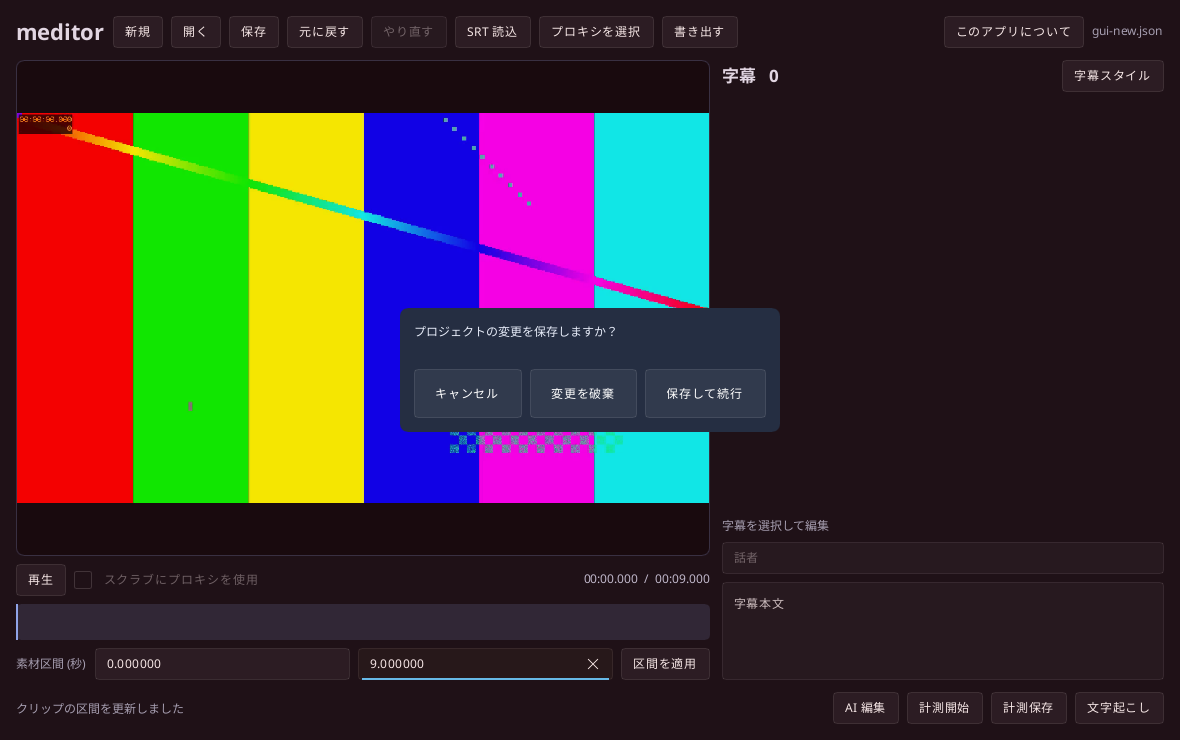 meditor 新規 開く 保存 元に戻す やり直す SRT 読込 プロキシを選択 書き出す このアプリについて gui-new.json
字幕 0 字幕スタイル
00:00:00.000
0
プロジェクトの変更を保存しますか？
キャンセル 変更を破棄 保存して続行
字幕を選択して編集
話者
字幕本文
再生 スクラブにプロキシを使用 00:00.000 / 00:09.000
素材区間 (秒) 0.000000 9.000000 区間を適用
クリップの区間を更新しました AI 編集 計測開始 計測保存 文字起こし